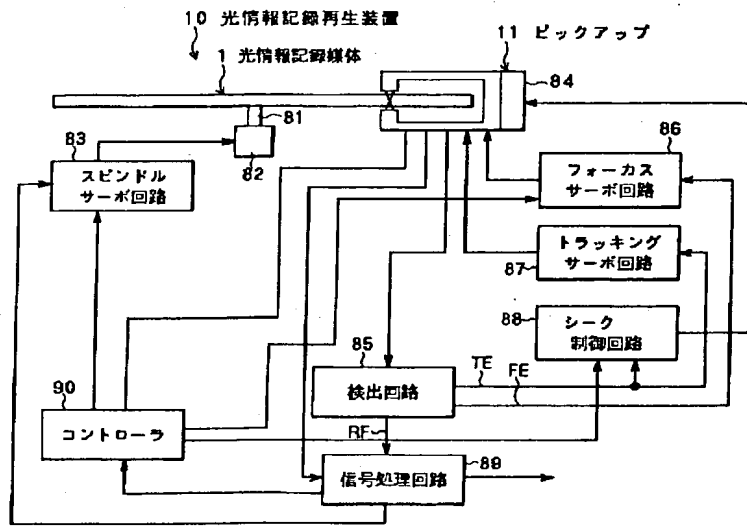 10 光情報記録再生装置
1 光情報記録媒体
11 ピックアップ
84
81
82
83
スピンドル
サーボ回路
86
フォーカス
サーボ回路
トラッキング
サーボ回路
87
88
シーク
制御回路
85
検出回路
TE
FE
RF
90
コントローラ
信号処理回路
89